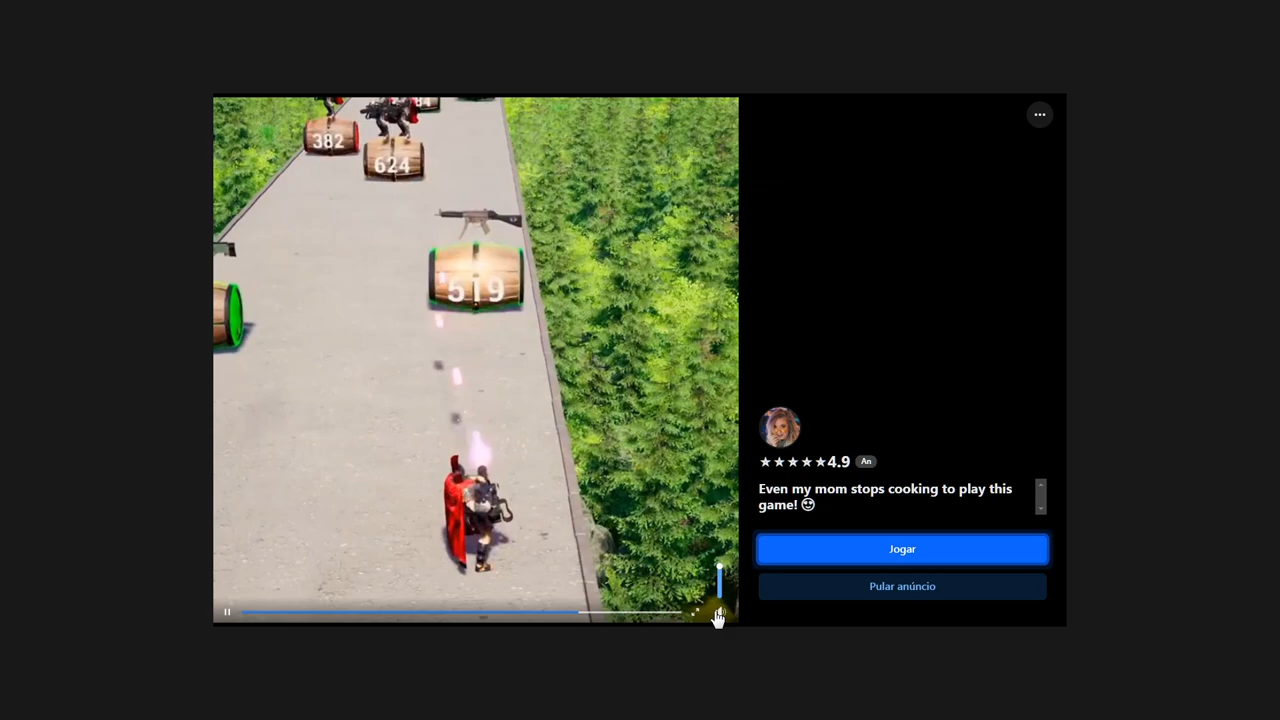 382
624
519
★★★★★4.9 An
Even my mom stops cooking to play this
game! 😍
Jogar
Pular anúncio